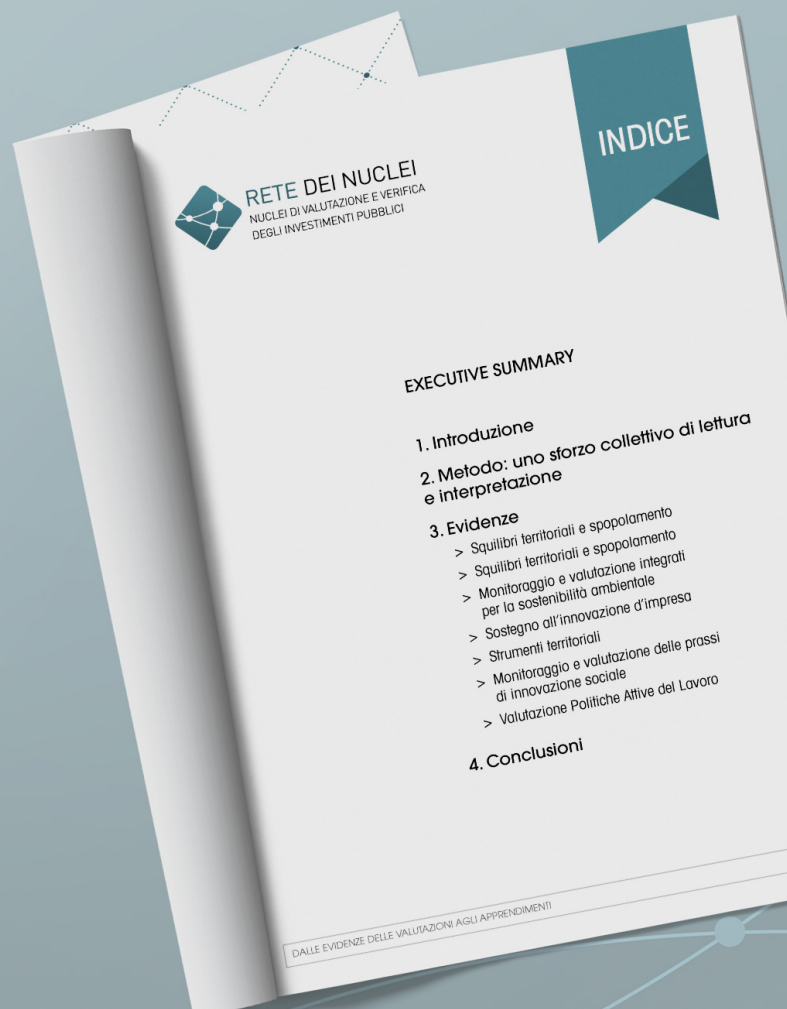 INDICE
RETE DEI NUCLEI
NUCLEI DI VALUTAZIONE E VERIFICA
DEGLI INVESTIMENTI PUBBLICI
EXECUTIVE SUMMARY
1. Introduzione
2. Metodo: uno sforzo collettivo di lettura
e interpretazione
3. Evidenze
> Squilibri territoriali e spopolamento
> Squilibri territoriali e spopolamento
> Monitoraggio e valutazione integrati
per la sostenibilità ambientale
> Sostegno all'innovazione d'impresa
> Strumenti territoriali
> Monitoraggio e valutazione delle prassi
di innovazione sociale
> Valutazione Politiche Attive del Lavoro
4. Conclusioni
DALLE EVIDENZE DELLE VALUTAZIONI AGLI APPRENDIMENTI